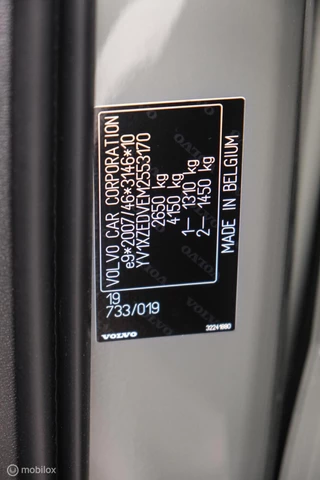 VOLVO CAR CORPORATION
e9*2007/46*3146*10
YV1XZEDVEM2553170
2650 kg
4150 kg
1– 1310 kg
2– 1450 kg
MADE IN BELGIUM
19
733/019
VOLVO
32241690
mobilox